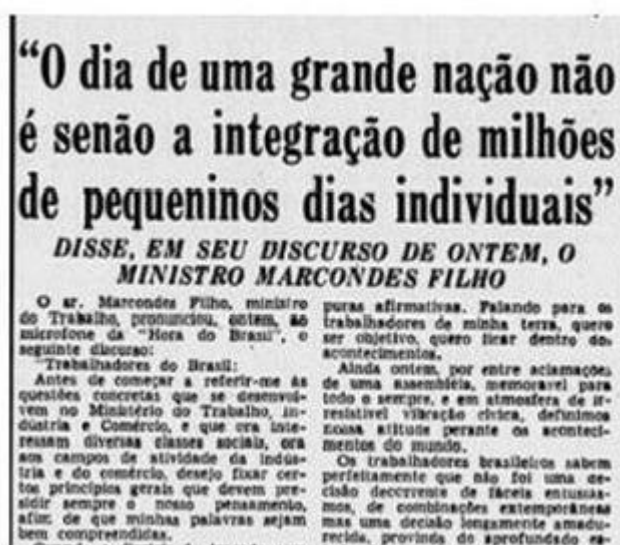 “O dia de uma grande nação não
é senão a integração de milhões
de pequeninos dias individuais”
DISSE, EM SEU DISCURSO DE ONTEM, O
MINISTRO MARCONDES FILHO
O sr. Marcondes Filho, ministro
do Trabalho, pronunciou, ontem, ao
microfone da "Hora do Brasil", o
seguinte discurso:
"Trabalhadores do Brasil:
Antes de começar a referir-me às
questões concretas que se desenvol-
vem no Ministério do Trabalho, In-
dústria e Comércio, e que ora inte-
ressam diversas classes sociais, ora
aos campos de atividade da indús-
tria e do comércio, desejo fixar cer-
tos princípios gerais que devem pre-
sidir sempre o nosso pensamento,
afim de que minhas palavras sejam
bem compreendidas.
puras afirmativas. Falando para os
trabalhadores de minha terra, quero
ser objetivo, quero ficar dentro dos
acontecimentos.
Ainda ontem, por entre aclamações
de uma assembléia, memoravel para
todo o sempre, e em atmosfera de ir-
resistivel vibração cívica, definimos
nossa atitude perante os aconteci-
mentos do mundo.
Os trabalhadores brasileiros sabem
perfeitamente que não foi uma de-
cisão decorrente de fáceis entusias-
mos, de combinações extemporâneas
mas uma decisão longamente amadu-
recida, provinda do aprofundado es-